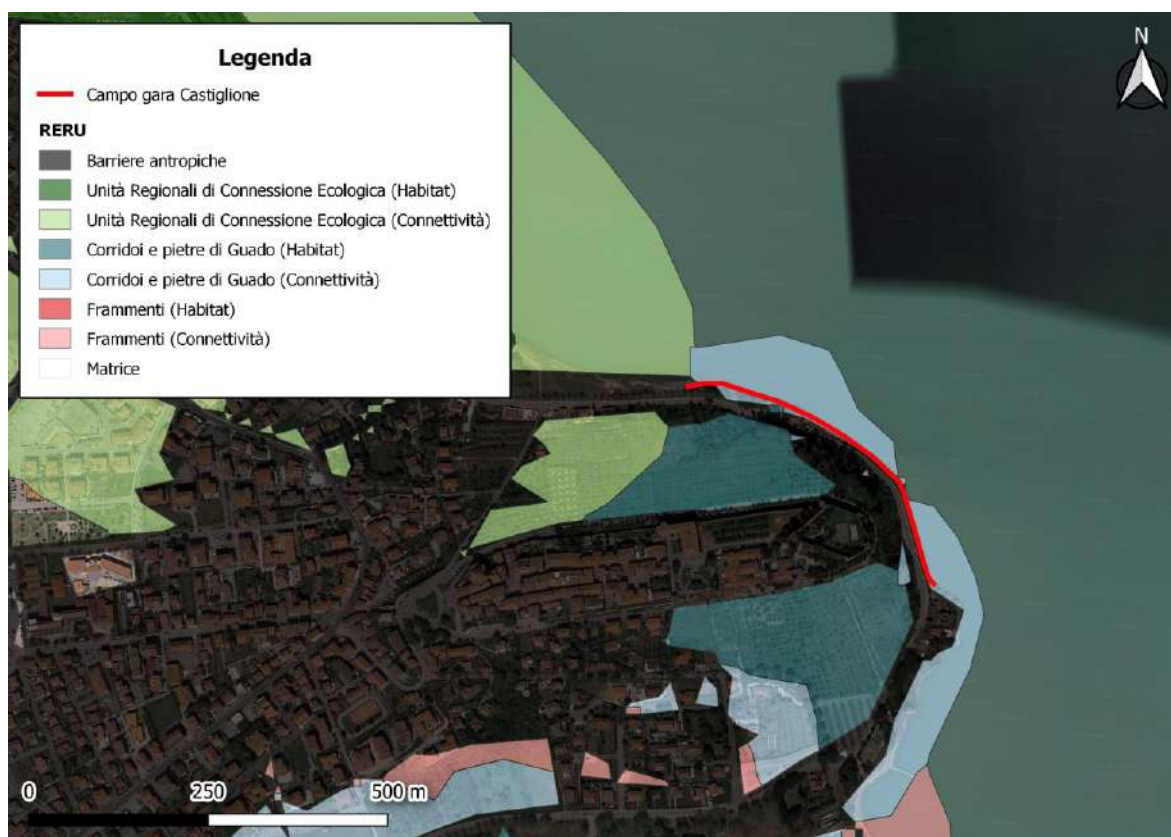 Legenda
Campo gara Castiglione
RERU
Barriere antropiche
Unità Regionali di Connessione Ecologica (Habitat)
Unità Regionali di Connessione Ecologica (Connettività)
Corridoi e pietre di Guado (Habitat)
Corridoi e pietre di Guado (Connettività)
Frammenti (Habitat)
Frammenti (Connettività)
Matrice
N
0 250 500 m